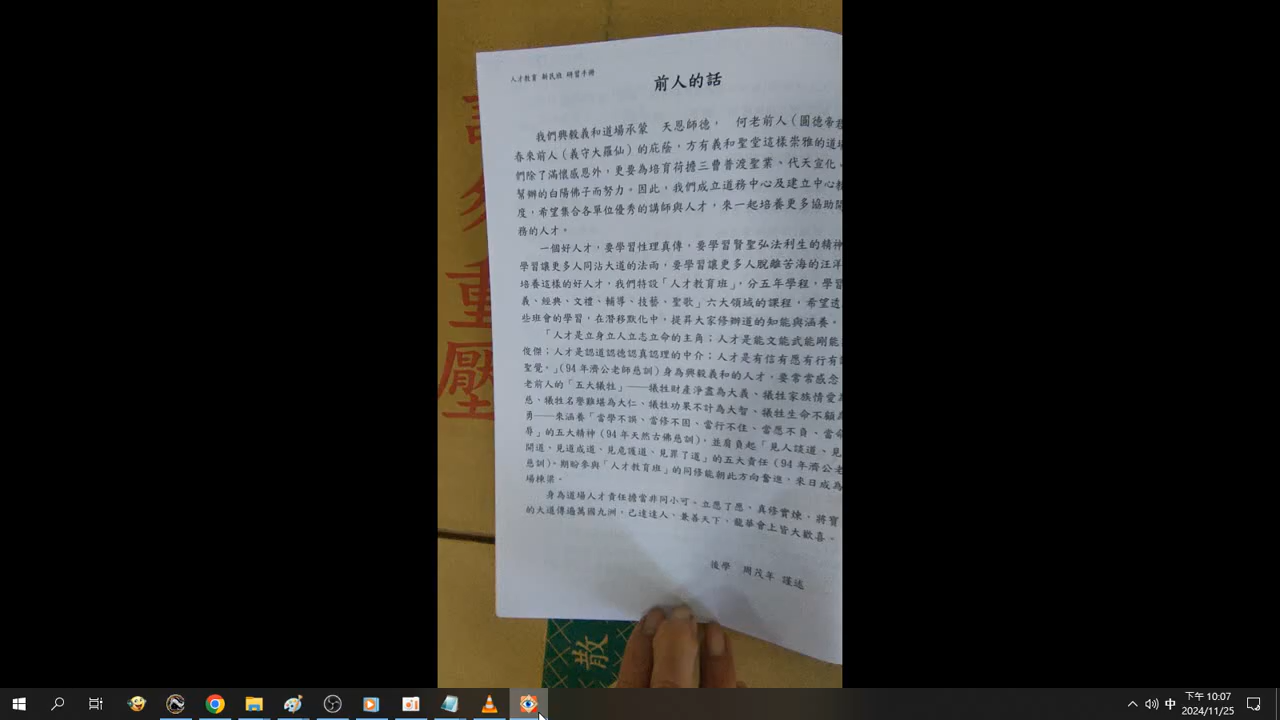 人才教育 新民班 研習手冊
前人的話
我們興毅義和道場承蒙 天恩師德, 何老前人(圜德帝
春來前人(義守大羅仙)的庇蔭,方有義和聖堂這樣崇雅的道場
們除了滿懷感恩外,更要為培育荷擔三曹普渡聖業、代天宣化、
幫辦的白陽佛子而努力。因此,我們成立道務中心及建立中心
度,希望集合各單位優秀的講師與人才,來一起培養更多協助開
務的人才。
一個好人才,要學習性理真傳,要學習賢聖弘法利生的精神
學習讓更多人同沾大道的法雨,要學習讓更多人脫離苦海的汪洋
培養這樣的好人才,我們特設「人才教育班」,分五年學程,學習
義、經典、文禮、輔導、技藝、聖歌」六大領域的課程,希望透
些班會的學習,在潛移默化中,提昇大家修辦道的知能與涵養。
「人才是立身立人立志立命的主角;人才是能文能武能剛能
俊傑;人才是認道認德認真認理的中介;人才是有信有愿有行有
聖覺。」(94年濟公老師慈訓)身為興毅義和的人才,要常常感念
老前人的「五大犧牲」──犧牲財產淨盡為大義、犧牲家族情愛為
慈、犧牲名譽難堪為大仁、犧牲功果不計為大智、犧牲生命不顧為
勇──來涵養「當學不誤、當修不困、當行不住、當愿不負、當命
辱」的五大精神(94年天然古佛慈訓),並肩負起「見人談道、見
開道、見道成道、見危護道、見罪了道」的五大責任(94年濟公老
慈訓)。期盼參與「人才教育班」的同修能朝此方向奮進,來日成為
場棟梁。
身為道場人才責任擔當非同小可。立愿了愿,真修實煉,將寶
的大道傳遍萬國九洲,己達達人、兼善天下,龍華會上皆大歡喜。
後學 周茂年 謹述
重
壓
散
中
下午 10:07
2024/11/25